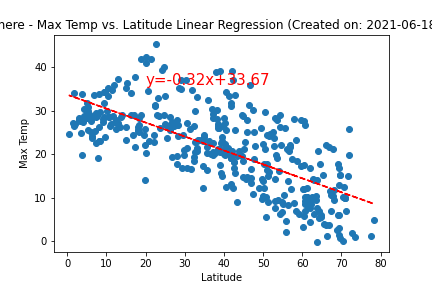 here - Max Temp vs. Latitude Linear Regression (Created on: 2021-06-18
y=-0.32x+33.67
40
30
20
10
0
Max Temp
0 10 20 30 40 50 60 70 80
Latitude